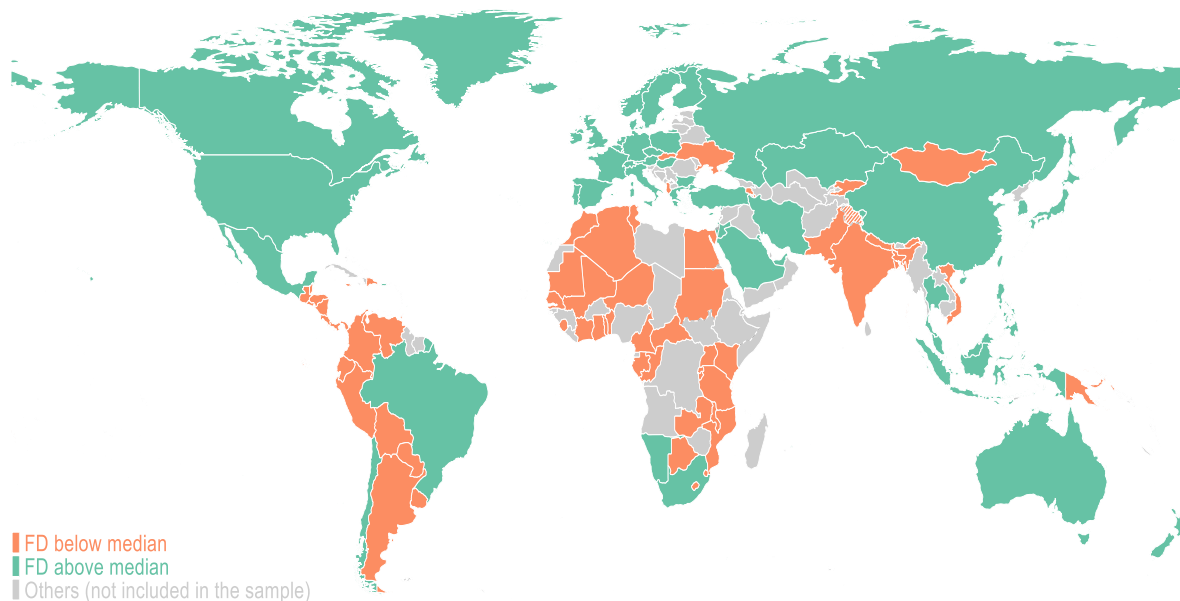 FD below median
FD above median
Others (not included in the sample)